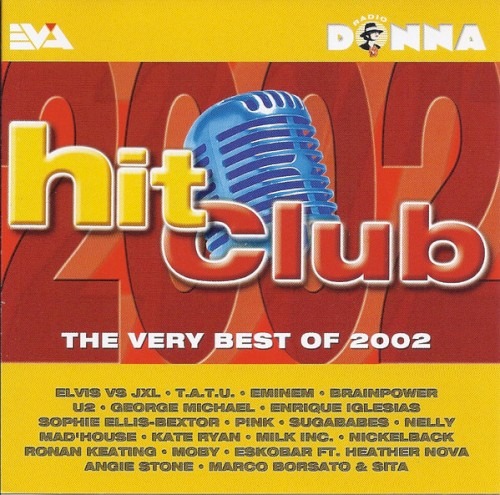 EVA
RADIO
DONNA
2002
hit
Club
THE VERY BEST OF 2002
ELVIS VS JXL • T.A.T.U. • EMINEM • BRAINPOWER
U2 • GEORGE MICHAEL • ENRIQUE IGLESIAS
SOPHIE ELLIS-BEXTOR • PINK • SUGABABES • NELLY
MAD'HOUSE • KATE RYAN • MILK INC. • NICKELBACK
RONAN KEATING • MOBY • ESKOBAR FT. HEATHER NOVA
ANGIE STONE • MARCO BORSATO & SITA